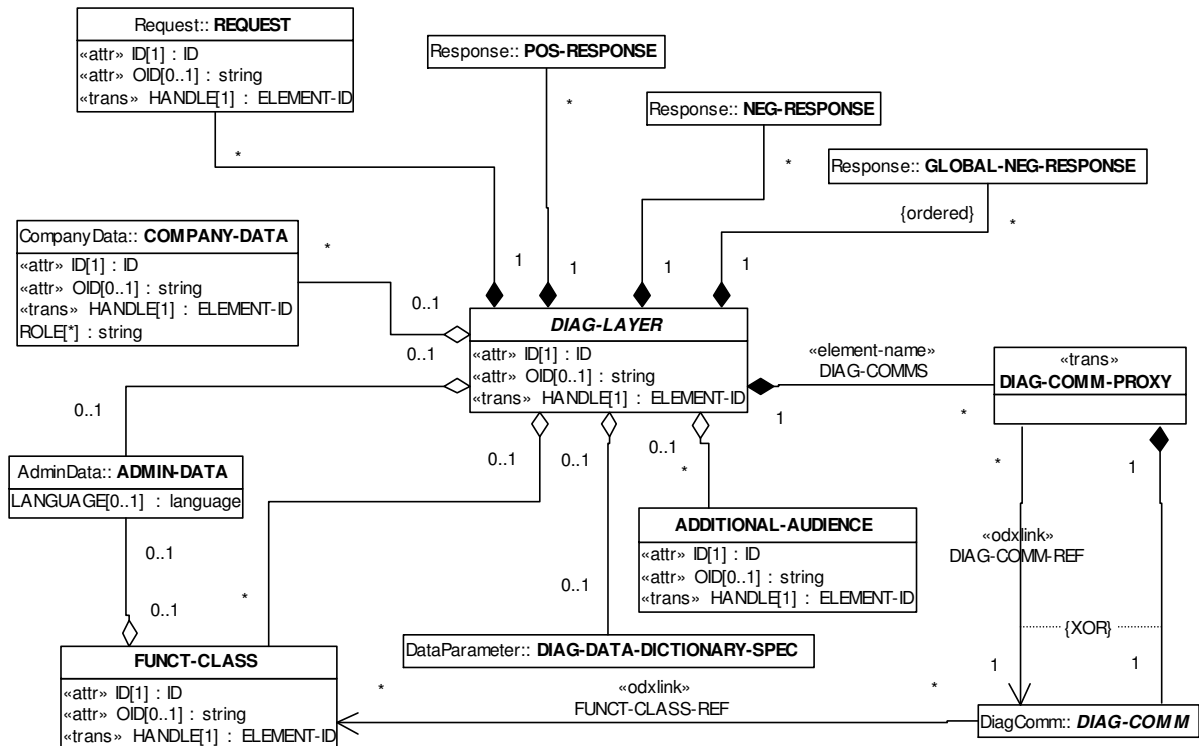 Request:: REQUEST
«attr» ID[1] : ID
«attr» OID[0..1] : string
«trans» HANDLE[1] : ELEMENT-ID
Response:: POS-RESPONSE
Response:: NEG-RESPONSE
Response:: GLOBAL-NEG-RESPONSE
*
*
*
{ordered}
*
CompanyData:: COMPANY-DATA
«attr» ID[1] : ID
«attr» OID[0..1] : string
«trans» HANDLE[1] : ELEMENT-ID
ROLE[*] : string
*
1
1
1
1
0..1
0..1
0..1
DIAG-LAYER
«attr» ID[1] : ID
«attr» OID[0..1] : string
«trans» HANDLE[1] : ELEMENT-ID
«element-name»
DIAG-COMMS
1
*
«trans»
DIAG-COMM-PROXY
0..1
0..1
0..1
0..1
*
*
1
AdminData:: ADMIN-DATA
LANGUAGE[0..1] : language
ADDITIONAL-AUDIENCE
«attr» ID[1] : ID
«attr» OID[0..1] : string
«trans» HANDLE[1] : ELEMENT-ID
«odxlink»
DIAG-COMM-REF
0..1
0..1
*
0..1
{XOR}
DataParameter:: DIAG-DATA-DICTIONARY-SPEC
1
1
FUNCT-CLASS
«attr» ID[1] : ID
«attr» OID[0..1] : string
«trans» HANDLE[1] : ELEMENT-ID
*
«odxlink»
FUNCT-CLASS-REF
*
DiagComm:: DIAG-COMM